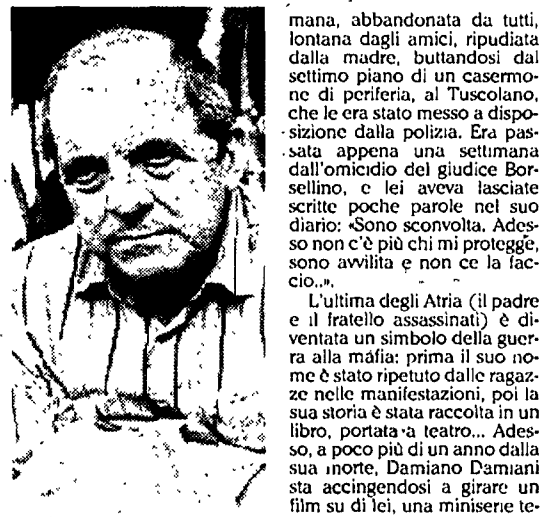 mana, abbandonata da tutti,
lontana dagli amici, ripudiata
dalla madre, buttandosi dal
settimo piano di un casermo-
ne di periferia, al Tuscolano,
che le era stato messo a dispo-
sizione dalla polizia. Era pas-
sata appena una settimana
dall'omicidio del giudice Bor-
sellino, e lei aveva lasciate
scritte poche parole nel suo
diario: «Sono sconvolta. Ades-
so non c'è più chi mi protegge,
sono avvilita e non ce la fac-
cio..».
L'ultima degli Atria (il padre
e il fratello assassinati) è di-
ventata un simbolo della guer-
ra alla mafia: prima il suo no-
me è stato ripetuto dalle ragaz-
ze nelle manifestazioni, poi la
sua storia è stata raccolta in un
libro, portata a teatro... Ades-
so, a poco più di un anno dalla
sua morte, Damiano Damiani
sta accingendosi a girare un
film su di lei, una miniserie te-